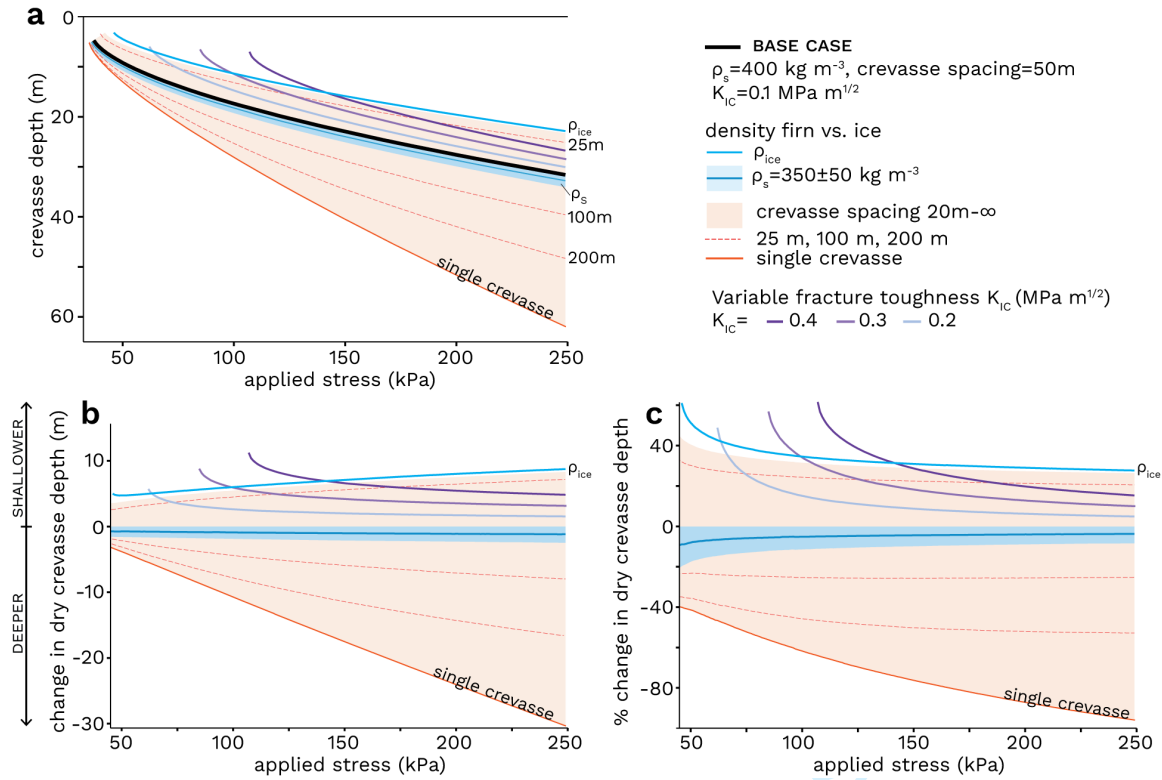 a
0
20
40
60
crevasse depth (m)
50
100
150
200
250
applied stress (kPa)
ρice
25m
ρS
100m
200m
single crevasse
BASE CASE
ρs=400 kg m-3, crevasse spacing=50m
KIC=0.1 MPa m1/2
density firn vs. ice
ρice
ρs=350±50 kg m-3
crevasse spacing 20m-∞
25 m, 100 m, 200 m
single crevasse
Variable fracture toughness KIC (MPa m1/2)
KIC= 0.4 0.3 0.2
b
SHALLOWER
DEEPER
change in dry crevasse depth (m)
10
0
-10
-20
-30
50
100
150
200
250
applied stress (kPa)
ρice
single crevasse
c
% change in dry crevasse depth
40
0
-40
-80
50
100
150
200
250
applied stress (kPa)
ρice
single crevasse